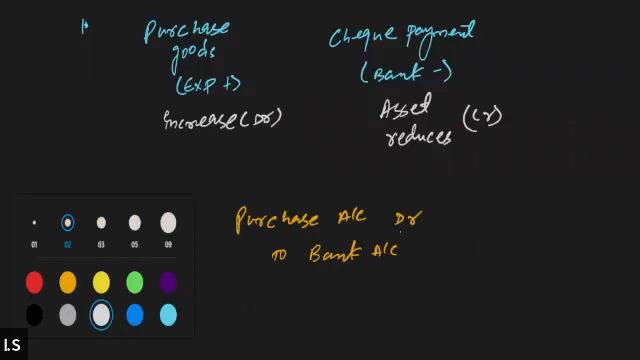 1.
Purchase
goods
(EXP +)
Increase (Dr)
Cheque payment
(Bank -)
Asset
reduces (Cr)
Purchase A/c Dr
To Bank A/c
01 02 03 05 09
I.S